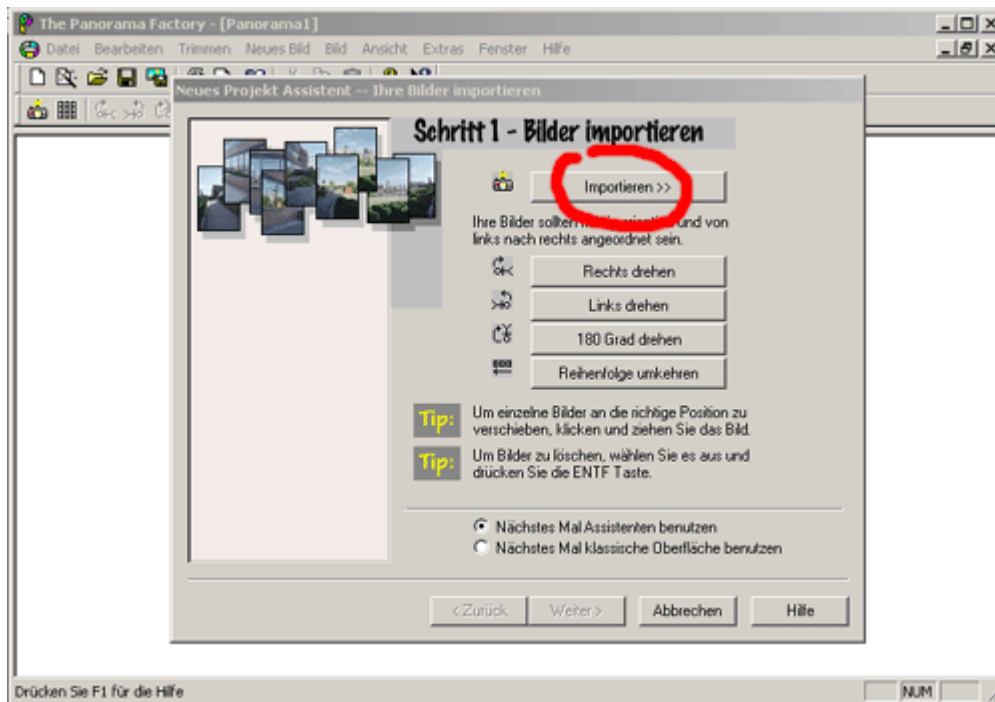 The Panorama Factory - [Panorama1]
Datei Bearbeiten Trimmen Neues Bild Bild Ansicht Extras Fenster Hilfe
Neues Projekt Assistent -- Ihre Bilder importieren
Schritt 1 - Bilder importieren
Importieren >>
Ihre Bilder sollten und von
links nach rechts angeordnet sein.
Rechts drehen
Links drehen
180 Grad drehen
Reihenfolge umkehren
Tip: Um einzelne Bilder an die richtige Position zu
verschieben, klicken und ziehen Sie das Bild.
Tip: Um Bilder zu löschen, wählen Sie es aus und
drücken Sie die ENTF Taste.
Nächstes Mal Assistenten benutzen
Nächstes Mal klassische Oberfläche benutzen
< Zurück Weiter > Abbrechen Hilfe
Drücken Sie F1 für die Hilfe NUM